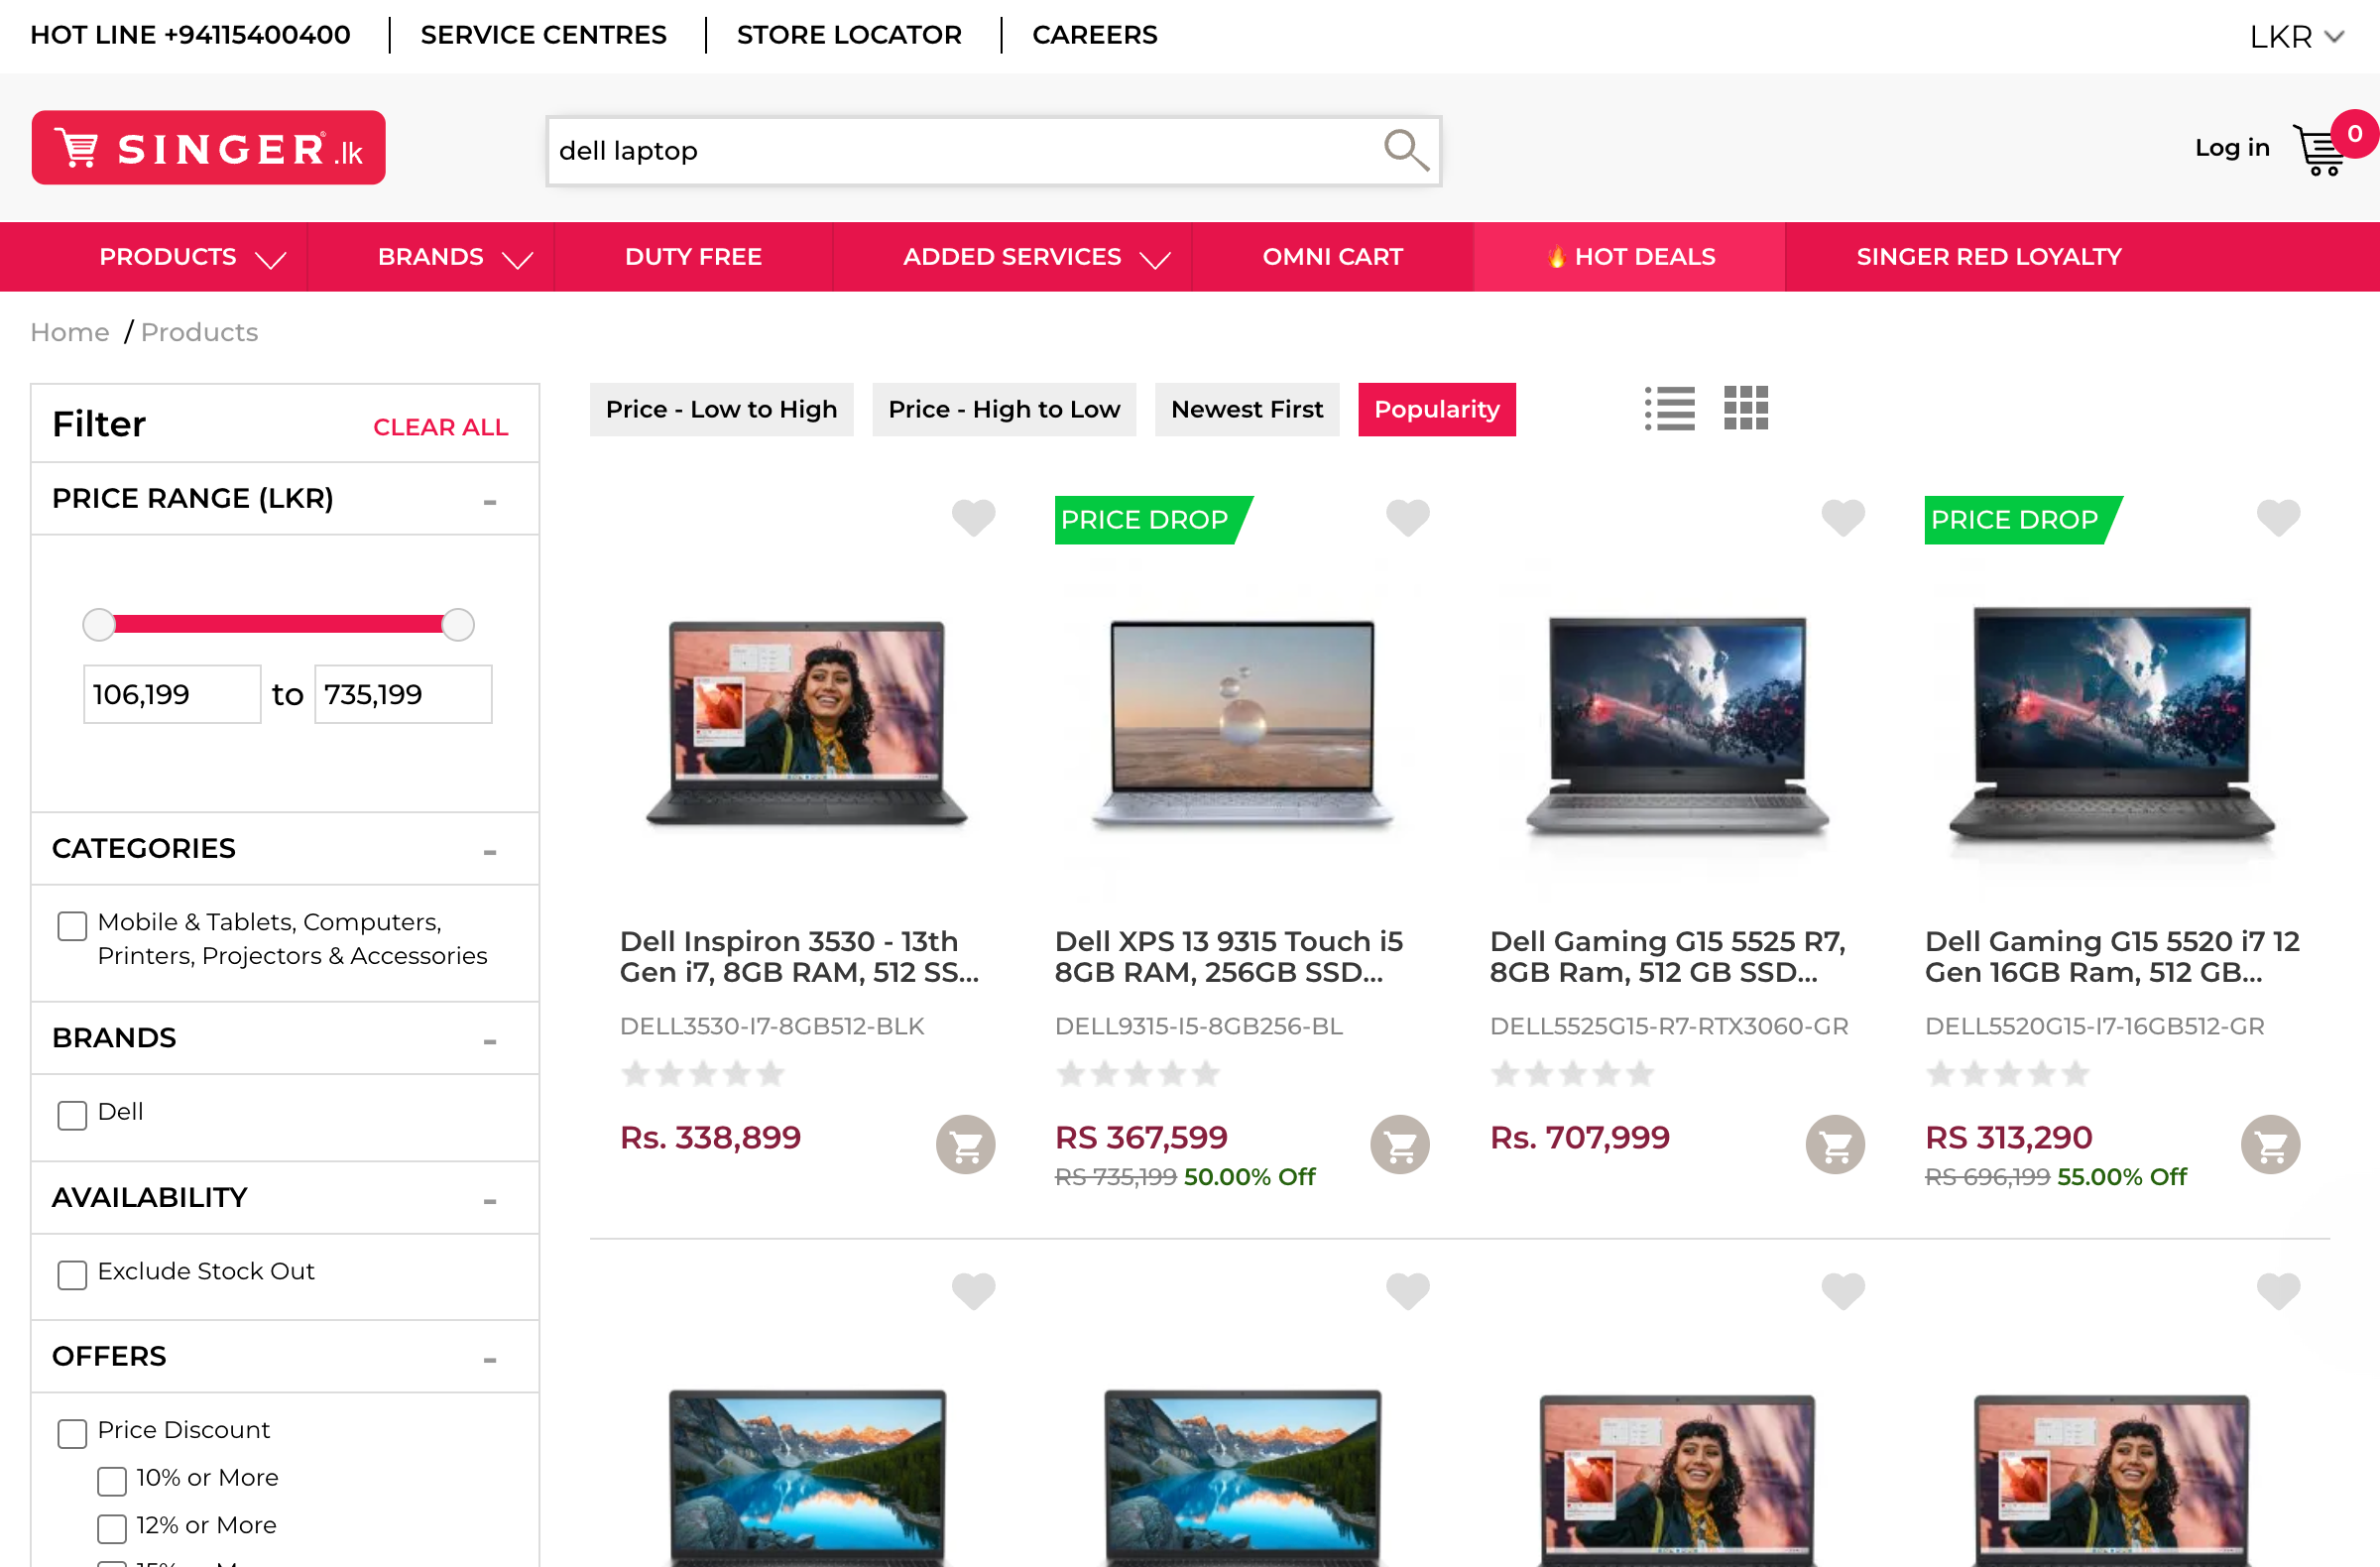 HOT LINE +94115400400
SERVICE CENTRES
STORE LOCATOR
CAREERS
LKR
SINGER.lk
dell laptop
Log in
0
PRODUCTS
BRANDS
DUTY FREE
ADDED SERVICES
OMNI CART
HOT DEALS
SINGER RED LOYALTY
Home / Products
Filter
CLEAR ALL
PRICE RANGE (LKR) -
106,199 to 735,199
CATEGORIES -
Mobile & Tablets, Computers,
Printers, Projectors & Accessories
BRANDS -
Dell
AVAILABILITY -
Exclude Stock Out
OFFERS -
Price Discount
10% or More
12% or More
Price - Low to High
Price - High to Low
Newest First
Popularity
Dell Inspiron 3530 - 13th
Gen i7, 8GB RAM, 512 SS...
DELL3530-I7-8GB512-BLK
Rs. 338,899
PRICE DROP
Dell XPS 13 9315 Touch i5
8GB RAM, 256GB SSD...
DELL9315-I5-8GB256-BL
RS 367,599
RS 735,199 50.00% Off
Dell Gaming G15 5525 R7,
8GB Ram, 512 GB SSD...
DELL5525G15-R7-RTX3060-GR
Rs. 707,999
PRICE DROP
Dell Gaming G15 5520 i7 12
Gen 16GB Ram, 512 GB...
DELL5520G15-I7-16GB512-GR
RS 313,290
RS 696,199 55.00% Off